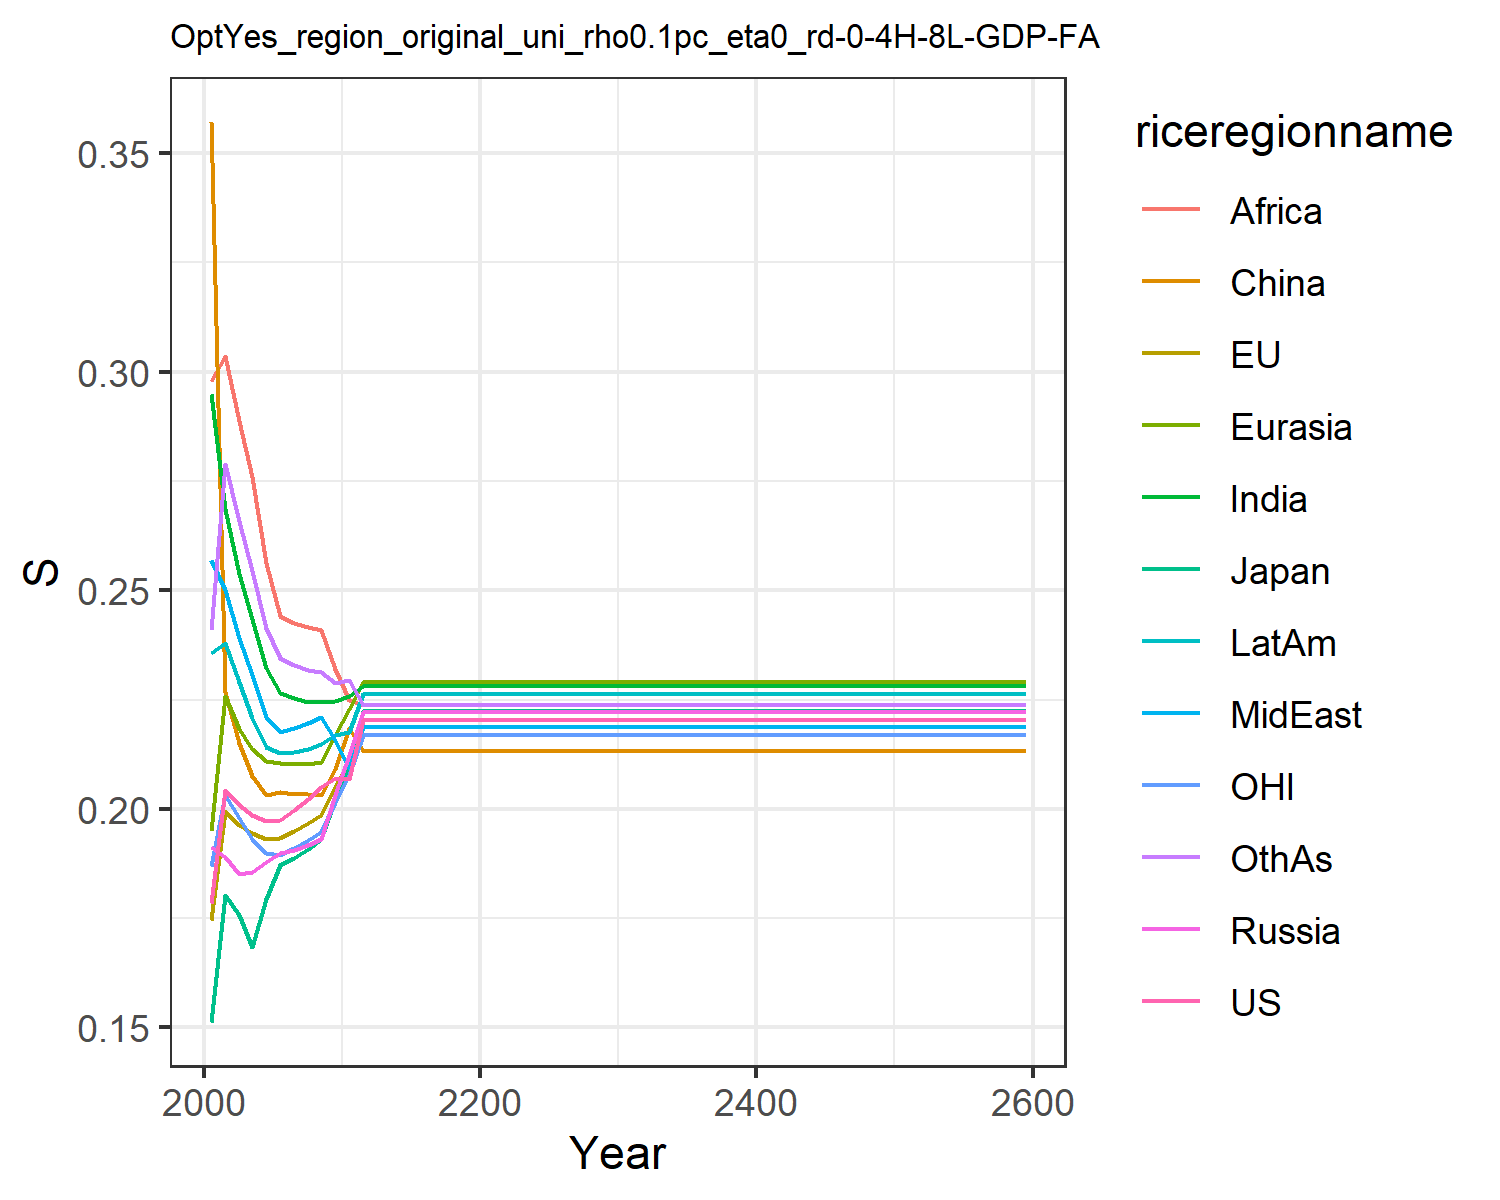 OptYes_region_original_uni_rho0.1pc_eta0_rd-0-4H-8L-GDP-FA
S
0.35
0.30
0.25
0.20
0.15
2000 2200 2400 2600
Year
riceregionname
Africa
China
EU
Eurasia
India
Japan
LatAm
MidEast
OHI
OthAs
Russia
US